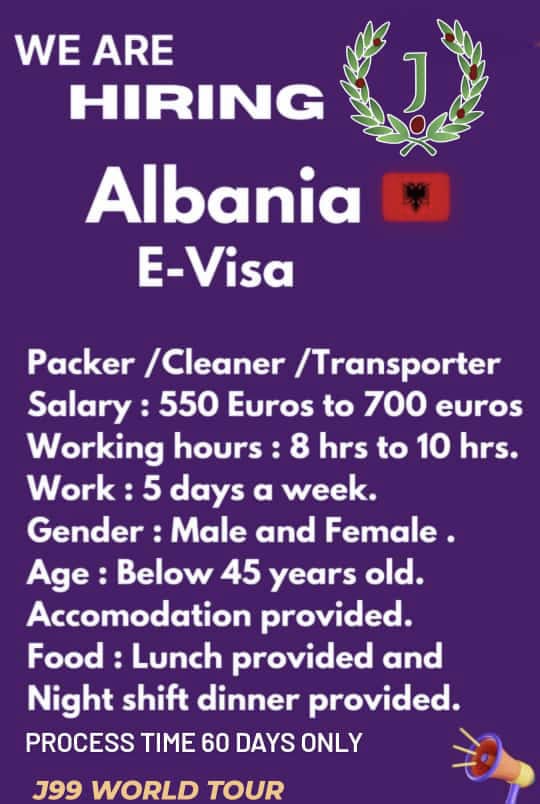 WE ARE
HIRING
J
Albania
E-Visa
Packer /Cleaner /Transporter
Salary : 550 Euros to 700 euros
Working hours : 8 hrs to 10 hrs.
Work : 5 days a week.
Gender : Male and Female .
Age : Below 45 years old.
Accomodation provided.
Food : Lunch provided and
Night shift dinner provided.
PROCESS TIME 60 DAYS ONLY
J99 WORLD TOUR